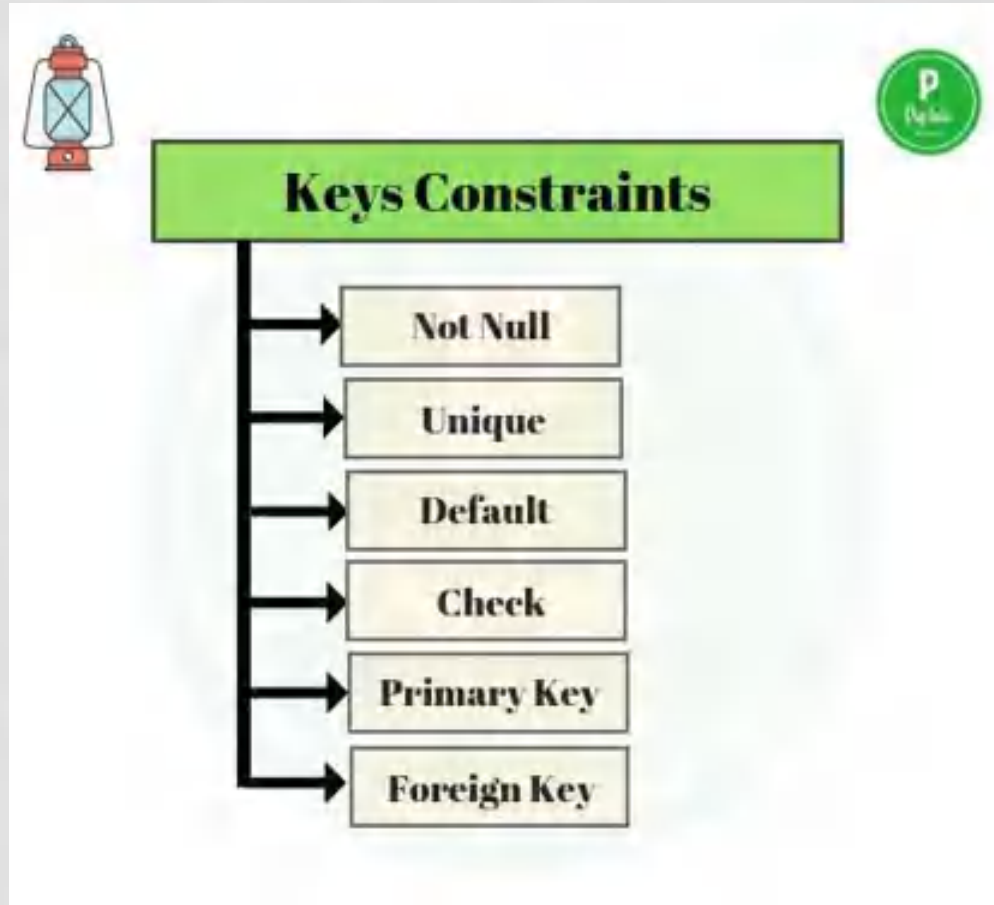 P
Keys Constraints
Not Null
Unique
Default
Check
Primary Key
Foreign Key